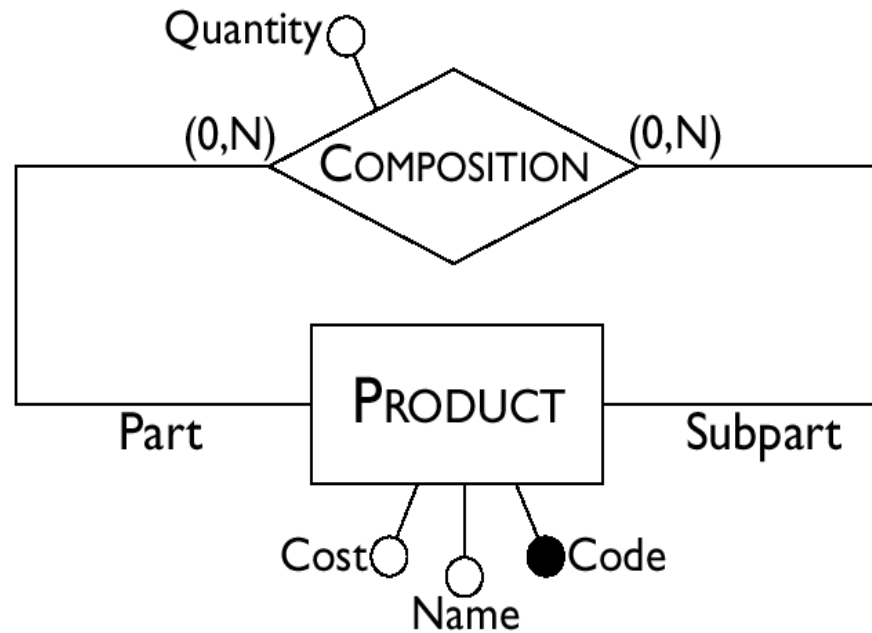 Quantity
(0,N)
(0,N)
COMPOSITION
PRODUCT
Part
Subpart
Cost
Code
Name